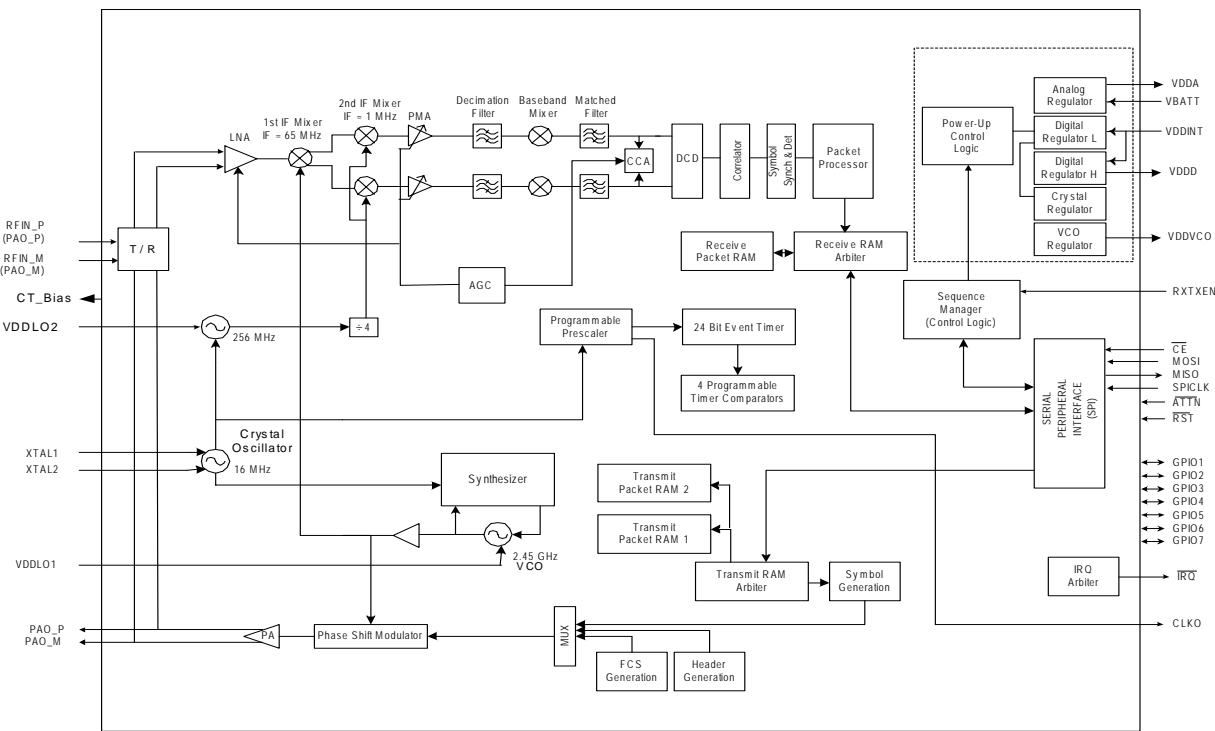 Analog
Regulator
Power-Up
Control
Logic
Digital
Regulator L
Digital
Regulator H
Crystal
Regulator
VCO
Regulator
VDDA
VBATT
VDDINT
VDDD
VDDVCO
LNA
1st IF Mixer
IF = 65 MHz
2nd IF Mixer
IF = 1 MHz
PMA
Decimation
Filter
Baseband
Mixer
Matched
Filter
CCA
DCD
Correlator
Symbol
Synch & Det
Packet
Processor
RFIN_P
(PAO_P)
RFIN_M
(PAO_M)
T / R
CT_Bias
AGC
Receive
Packet RAM
Receive RAM
Arbiter
Sequence
Manager
(Control Logic)
RXTXEN
VDDLO2
256 MHz
÷4
Programmable
Prescaler
24 Bit Event Timer
4 Programmable
Timer Comparators
SERIAL
PERIPHERAL
INTERFACE
(SPI)
CE
MOSI
MISO
SPICLK
ATTN
RST
XTAL1
XTAL2
Crystal
Oscillator
16 MHz
Synthesizer
2.45 GHz
VCO
VDDLO1
Transmit
Packet RAM 2
Transmit
Packet RAM 1
Transmit RAM
Arbiter
Symbol
Generation
GPIO1
GPIO2
GPIO3
GPIO4
GPIO5
GPIO6
GPIO7
IRQ
Arbiter
IRQ
PAO_P
PAO_M
PA
Phase Shift Modulator
MUX
FCS
Generation
Header
Generation
CLKO